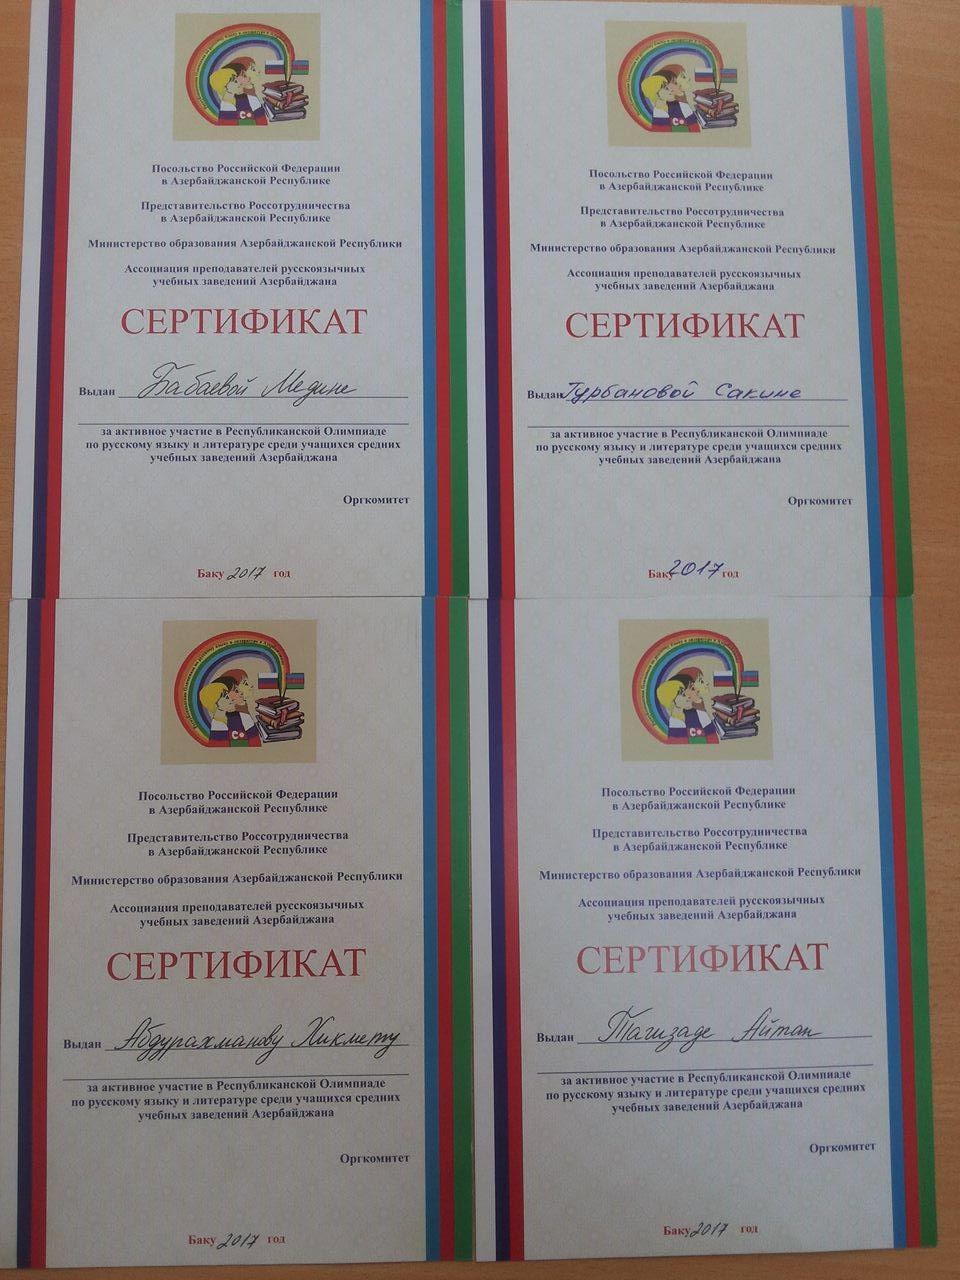 Посольство Российской Федерации
в Азербайджанской Республике
Представительство Россотрудничества
в Азербайджанской Республике
Министерство образования Азербайджанской Республики
Ассоциация преподавателей русскоязычных
учебных заведений Азербайджана
СЕРТИФИКАТ
Выдан Бабаевой Медине
за активное участие в Республиканской Олимпиаде
по русскому языку и литературе среди учащихся средних
учебных заведений Азербайджана
Оргкомитет
Баку 2017 год
Посольство Российской Федерации
в Азербайджанской Республике
Представительство Россотрудничества
в Азербайджанской Республике
Министерство образования Азербайджанской Республики
Ассоциация преподавателей русскоязычных
учебных заведений Азербайджана
СЕРТИФИКАТ
Выдан Гурбановой Сакине
за активное участие в Республиканской Олимпиаде
по русскому языку и литературе среди учащихся средних
учебных заведений Азербайджана
Оргкомитет
Баку 2017 год
Посольство Российской Федерации
в Азербайджанской Республике
Представительство Россотрудничества
в Азербайджанской Республике
Министерство образования Азербайджанской Республики
Ассоциация преподавателей русскоязычных
учебных заведений Азербайджана
СЕРТИФИКАТ
Выдан Абдурахманову Хикмету
за активное участие в Республиканской Олимпиаде
по русскому языку и литературе среди учащихся средних
учебных заведений Азербайджана
Оргкомитет
Баку 2017 год
Посольство Российской Федерации
в Азербайджанской Республике
Представительство Россотрудничества
в Азербайджанской Республике
Министерство образования Азербайджанской Республики
Ассоциация преподавателей русскоязычных
учебных заведений Азербайджана
СЕРТИФИКАТ
Выдан Тагизаде Айтан
за активное участие в Республиканской Олимпиаде
по русскому языку и литературе среди учащихся средних
учебных заведений Азербайджана
Оргкомитет
Баку 2017 год